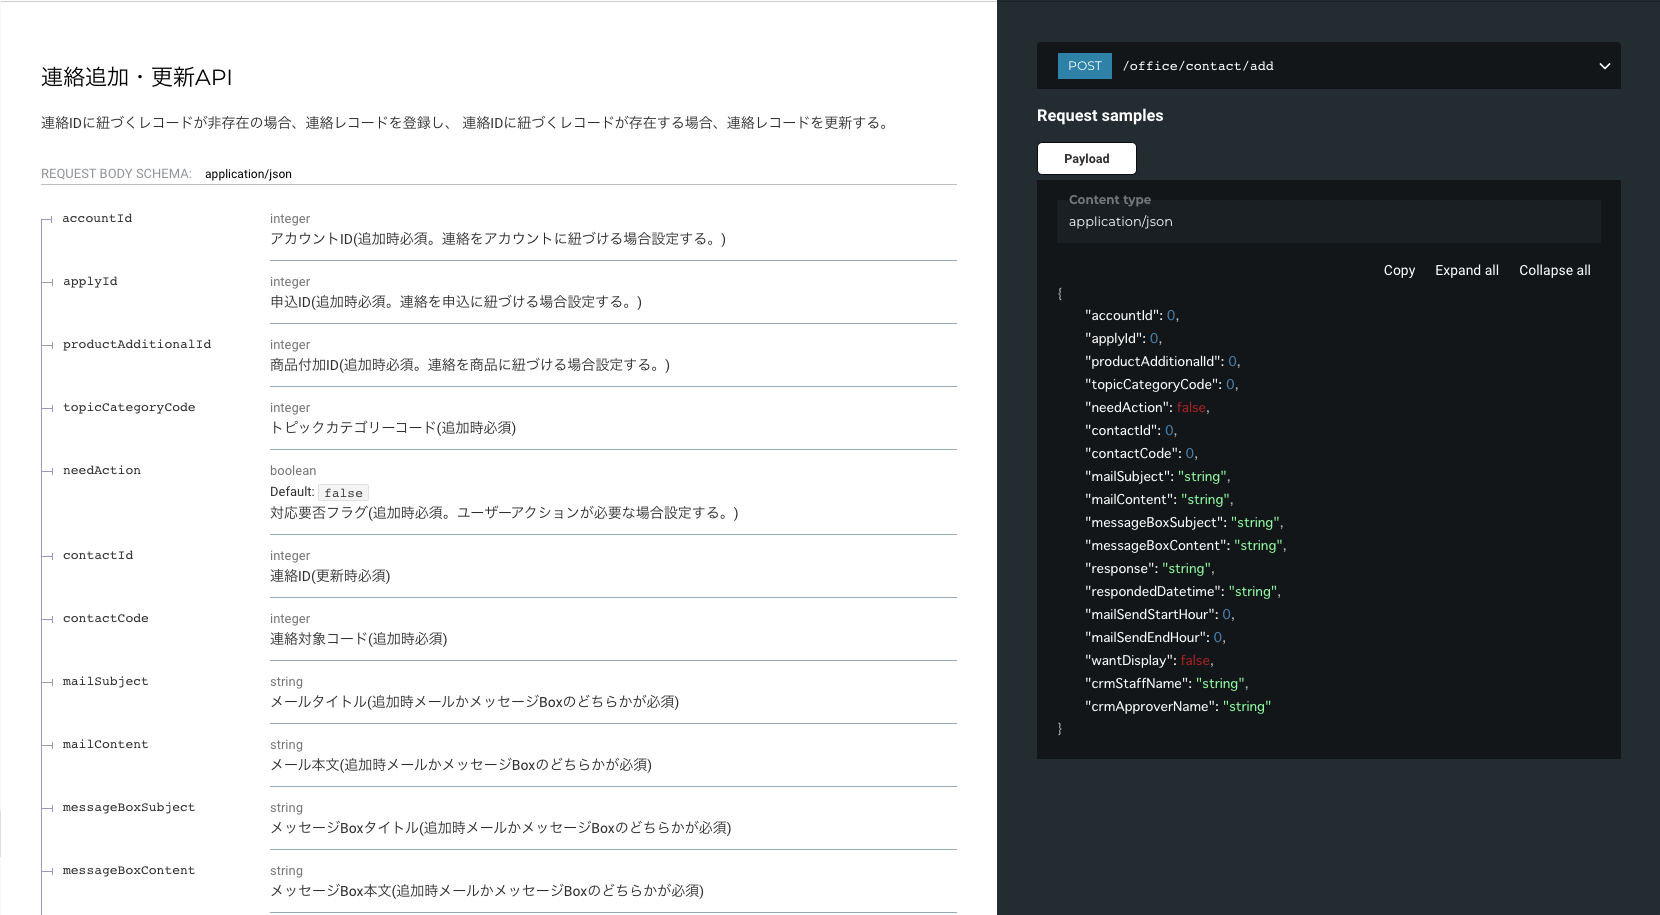 連絡追加・更新API
連絡IDに紐づくレコードが非存在の場合、連絡レコードを登録し、 連絡IDに紐づくレコードが存在する場合、連絡レコードを更新する。
REQUEST BODY SCHEMA: application/json
accountId
integer
アカウントID(追加時必須。連絡をアカウントに紐づける場合設定する。)
applyId
integer
申込ID(追加時必須。連絡を申込に紐づける場合設定する。)
productAdditionalId
integer
商品付加ID(追加時必須。連絡を商品に紐づける場合設定する。)
topicCategoryCode
integer
トピックカテゴリーコード(追加時必須)
needAction
boolean
Default: false
対応要否フラグ(追加時必須。ユーザーアクションが必要な場合設定する。)
contactId
integer
連絡ID(更新時必須)
contactCode
integer
連絡対象コード(追加時必須)
mailSubject
string
メールタイトル(追加時メールかメッセージBoxのどちらかが必須)
mailContent
string
メール本文(追加時メールかメッセージBoxのどちらかが必須)
messageBoxSubject
string
メッセージBoxタイトル(追加時メールかメッセージBoxのどちらかが必須)
messageBoxContent
string
メッセージBox本文(追加時メールかメッセージBoxのどちらかが必須)
POST /office/contact/add
Request samples
Payload
Content type
application/json
Copy Expand all Collapse all
{
"accountId": 0,
"applyId": 0,
"productAdditionalId": 0,
"topicCategoryCode": 0,
"needAction": false,
"contactId": 0,
"contactCode": 0,
"mailSubject": "string",
"mailContent": "string",
"messageBoxSubject": "string",
"messageBoxContent": "string",
"response": "string",
"respondedDatetime": "string",
"mailSendStartHour": 0,
"mailSendEndHour": 0,
"wantDisplay": false,
"crmStaffName": "string",
"crmApproverName": "string"
}